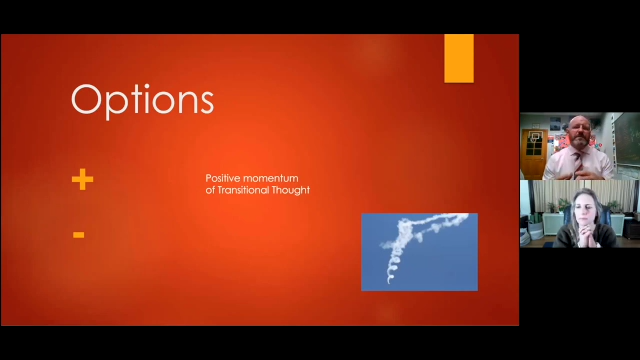 Options
+
Positive momentum
of Transitional Thought
-